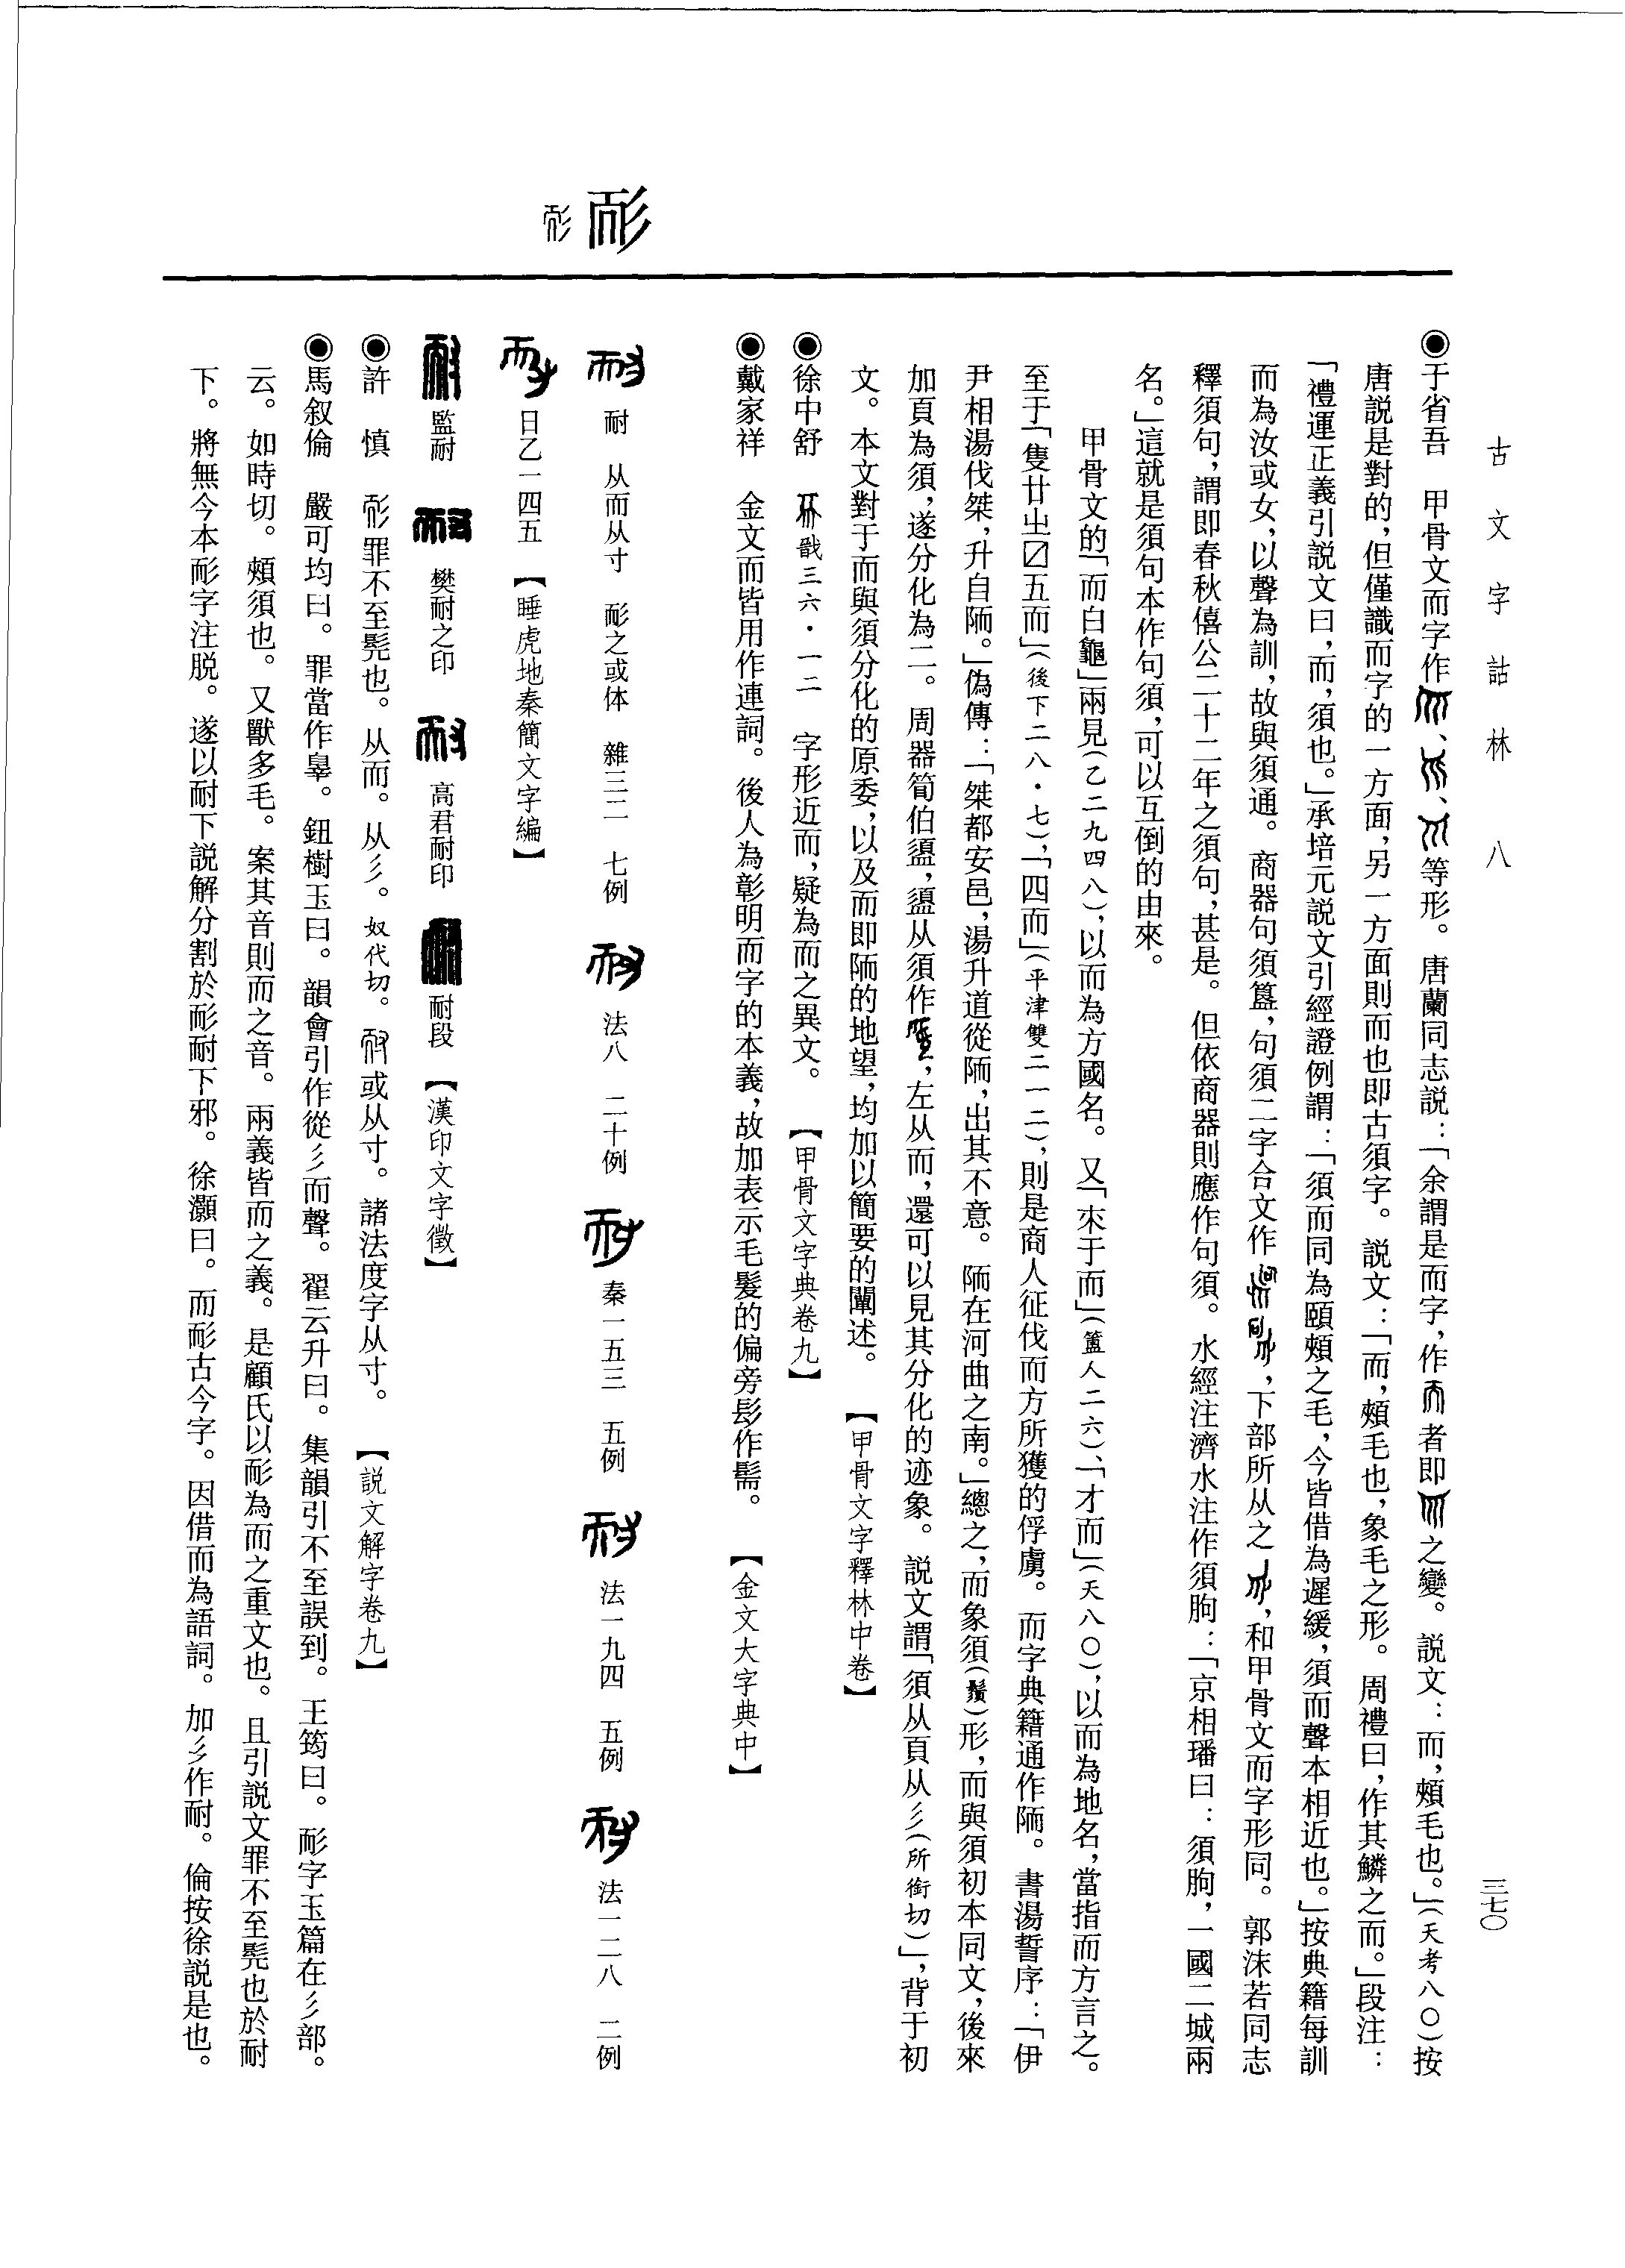 古文字詁林 八
三七〇
◉于省吾 甲骨文而字作、、等形。唐蘭同志説：「余謂是而字，作者即之變。説文：而，頰毛也。」（天考八〇）按
唐説是對的，但僅識而字的一方面，另一方面則而也即古須字。説文：「而，頰毛也，象毛之形。周禮曰，作其鱗之而。」段注：
「禮運正義引説文曰，而，須也。」承培元説文引經證例謂：「須而同為頤頰之毛，今皆借為遲緩，須而聲本相近也。」按典籍每訓
而為汝或女，以聲為訓，故與須通。商器句須簋，句須二字合文作，下部所从之，和甲骨文而字形同。郭沫若同志
釋須句，謂即春秋僖公二十二年之須句，甚是。但依商器則應作句須。水經注濟水注作須朐：「京相璠曰：須朐，一國二城兩
名。」這就是須句本作句須，可以互倒的由來。
甲骨文的「而白龜」兩見（乙二九四八），以而為方國名。又「來于而」（簠人二六）、「才而」（天八〇），以而為地名，當指而方言之。
至于「隻廿㞢〼五而」（後下二八·七），「四而」（平津雙二一二），則是商人征伐而方所獲的俘虜。而字典籍通作陑。書湯誓序：「伊
尹相湯伐桀，升自陑。」偽傳：「桀都安邑，湯升道從陑，出其不意。陑在河曲之南。」總之，而象須（鬚）形，而與須初本同文，後來
加頁為須，遂分化為二。周器筍伯盨，盨从須作，左从而，還可以見其分化的迹象。説文謂「須从頁从彡（所銜切）」，背于初
文。本文對于而與須分化的原委，以及而即陑的地望，均加以簡要的闡述。【甲骨文字釋林中卷】
◉徐中舒 戩三六·一二 字形近而，疑為而之異文。【甲骨文字典卷九】
◉戴家祥 金文而皆用作連詞。後人為彰明而字的本義，故加表示毛髮的偏旁髟作髵。【金文大字典中】
耏
耏
耐 从而从寸 耏之或体 雜三二 七例 法八 二十例 秦一五三 五例 法一九四 五例 法一二八 二例
日乙一四五 【睡虎地秦簡文字編】
監耐 樊耐之印 高君耐印 耐段 【漢印文字徵】
◉許 慎 耏罪不至髡也。从而。从彡。奴代切。耐或从寸。諸法度字从寸。【説文解字卷九】
◉馬叙倫 嚴可均曰。罪當作辠。鈕樹玉曰。韻會引作從彡而聲。翟云升曰。集韻引不至誤到。王筠曰。耏字玉篇在彡部。
云。如時切。頰須也。又獸多毛。案其音則而之音。兩義皆而之義。是顧氏以耏為而之重文也。且引説文罪不至髡也於耐
下。將無今本耏字注脱。遂以耐下説解分割於耏耐下邪。徐灝曰。而耏古今字。因借而為語詞。加彡作耐。倫按徐説是也。